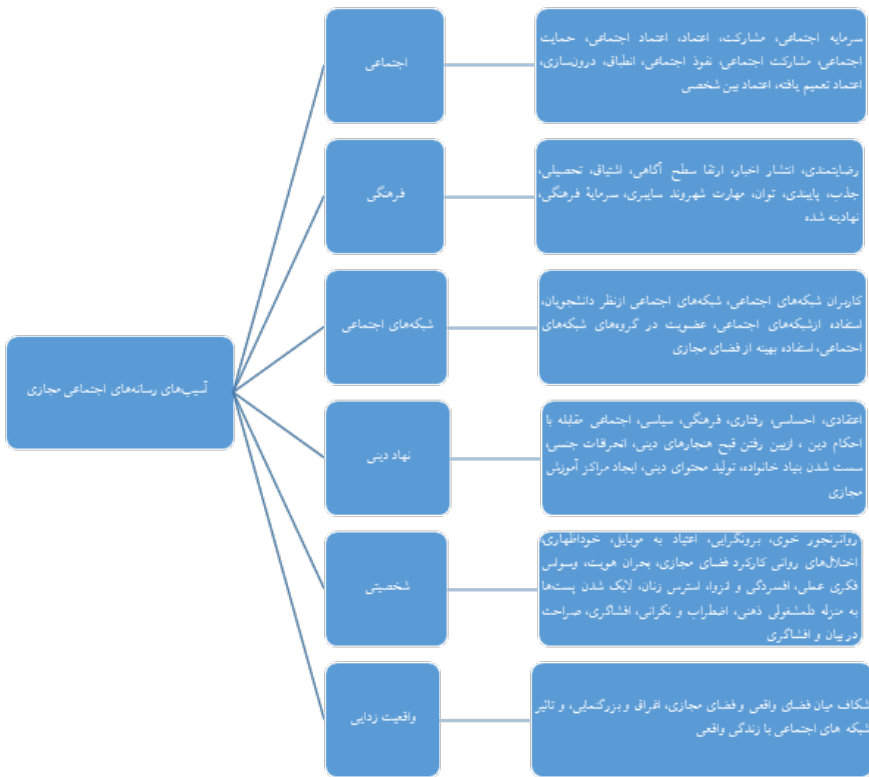 آسیب‌های رسانه‌های اجتماعی مجازی
اجتماعی
سرمایه اجتماعی، مشارکت، اعتماد، اعتماد اجتماعی، حمایت
اجتماعی، مشارکت اجتماعی، نفوذ اجتماعی، انطباق، درون‌سازی،
اعتماد تعمیم یافته، اعتماد بین شخصی
فرهنگی
رضایتمندی، انتشار اخبار، ارتقا سطح آگاهی، اشتیاق، تحصیلی،
جذب، پایبندی، توان، مهارت شهروند سایبری، سرمایهٔ فرهنگی،
نهادینه شده
شبکه‌های اجتماعی
کاربران شبکه‌های اجتماعی، شبکه‌های اجتماعی ازنظر دانشجویان،
استفاده ازشبکه‌های اجتماعی، عضویت در گروه‌های شبکه‌های
اجتماعی، استفاده بهینه از فضای مجازی
نهاد دینی
اعتقادی، احساسی، رفتاری، فرهنگی، سیاسی، اجتماعی مقابله با
احکام دین ، ازبین رفتن قبح هنجارهای دینی، انحرافات جنسی،
سست شدن بنیاد خانواده، تولید محتوای دینی، ایجاد مراکز آموزش
مجازی
شخصیتی
روانرنجور خوی، برونگرایی، اعتیاد به موبایل، خوداظهاری،
اختلال‌های روانی کارکرد فضای مجازی، بحران هویت، وسواس
فکری عملی، افسردگی و انزوا، استرس زنان، لایک شدن پست‌ها
به منزله دلمشغولی ذهنی، اضطراب و نگرانی، افشاگری، صراحت
در بیان و افشاگری
واقعیت زدایی
شکاف میان فضای واقعی و فضای مجازی، اغراق و بزرگنمایی، و تاثیر
شبکه های اجتماعی با زندگی واقعی